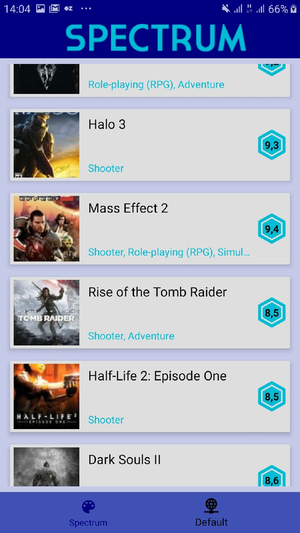 14:04
66%
SPECTRUM
Role-playing (RPG), Adventure
Halo 3
9,3
Shooter
Mass Effect 2
9,4
Shooter, Role-playing (RPG), Simul...
Rise of the Tomb Raider
TOMB RAIDER
8,5
Shooter, Adventure
Half-Life 2: Episode One
8,5
HALF-LIFE 2
EPISODE ONE
Shooter
Dark Souls II
8,6
Spectrum
Default